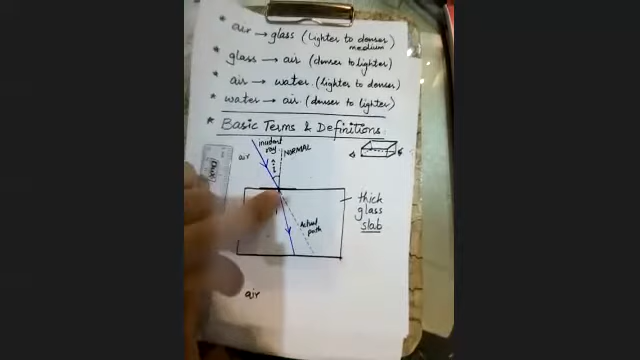 * air → glass (lighter to denser medium)
* glass → air (denser to lighter)
* air → water (lighter to denser)
* water → air (denser to lighter)
* Basic Terms & Definitions:
incident ray
NORMAL
air
î
thick glass slab
Actual path
air